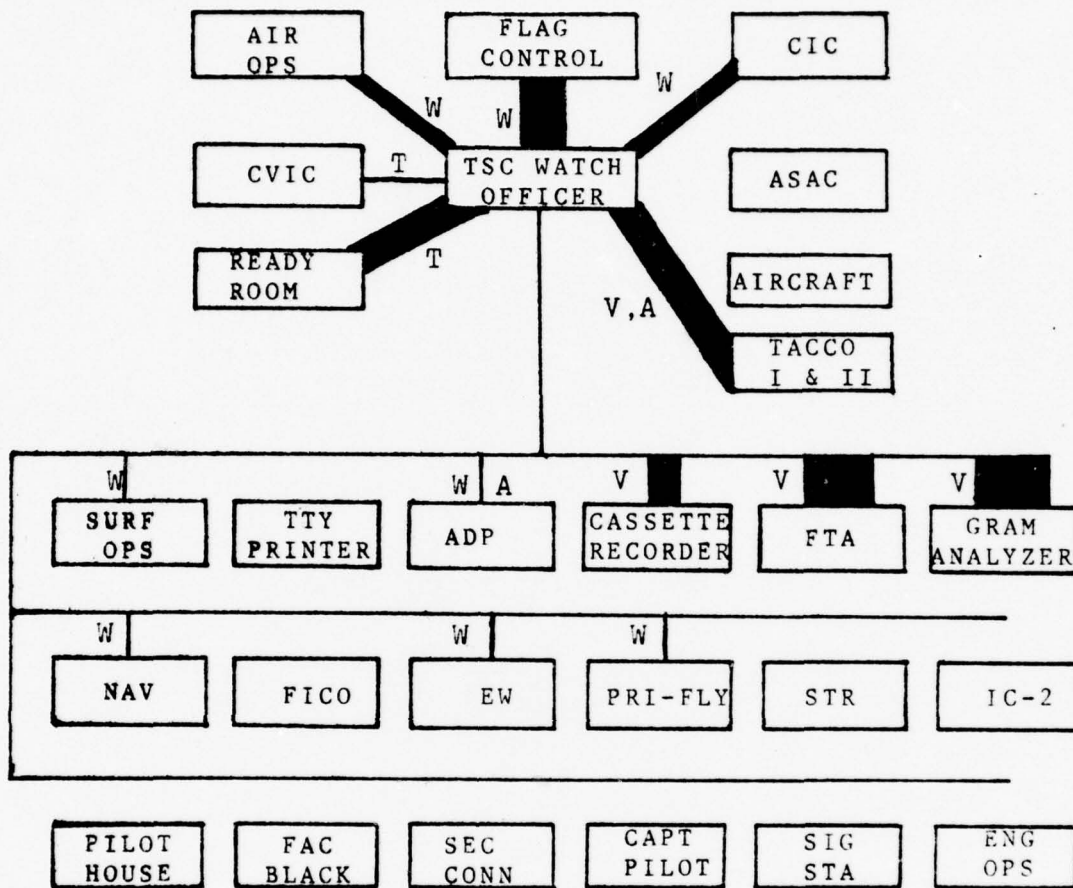 AIR
OPS
FLAG
CONTROL
CIC
W
W
W
CVIC
T
TSC WATCH
OFFICER
ASAC
READY
ROOM
T
AIRCRAFT
V,A
TACCO
I & II
W
W A
V
V
V
SURF
OPS
TTY
PRINTER
ADP
CASSETTE
RECORDER
FTA
GRAM
ANALYZER
W
W
W
NAV
FICO
EW
PRI-FLY
STR
IC-2
PILOT
HOUSE
FAC
BLACK
SEC
CONN
CAPT
PILOT
SIG
STA
ENG
OPS